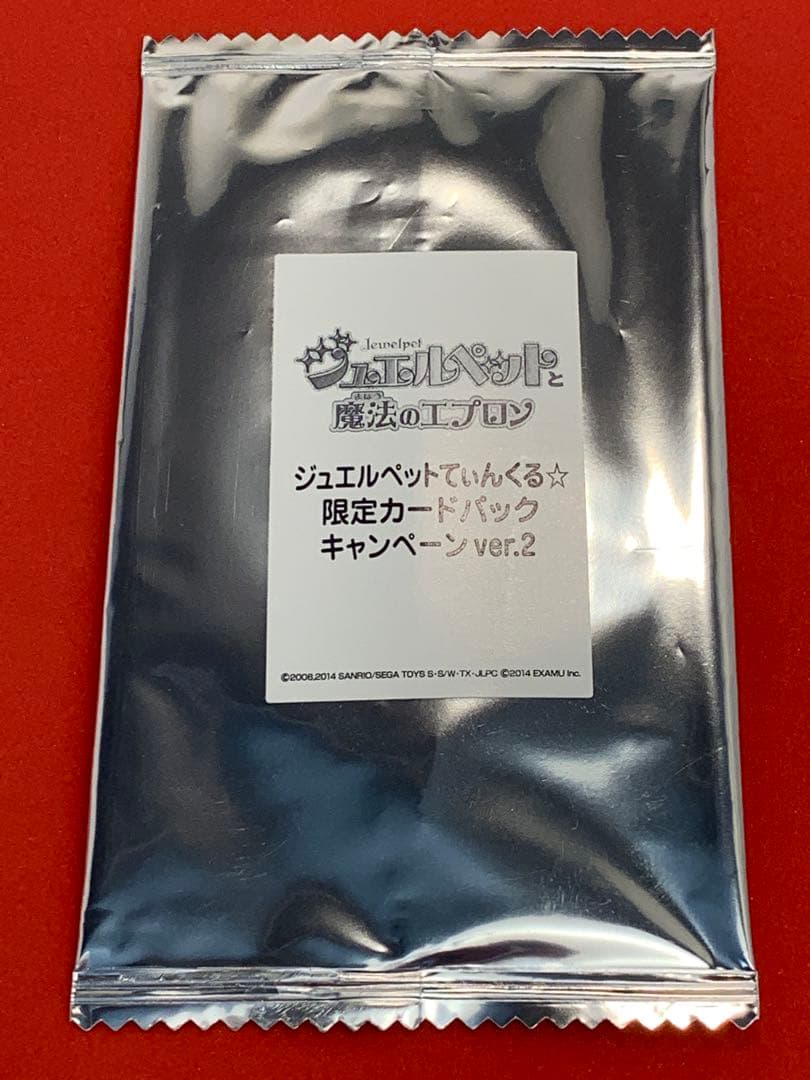 Jewelpet
ジュエルペットと
まほう
魔法のエプロン
ジュエルペットてぃんくる☆
限定カードパック
キャンペーンver.2
©2008,2014 SANRIO/SEGA TOYS S・S/W・TX・JLPC ©2014 EXAMU Inc.